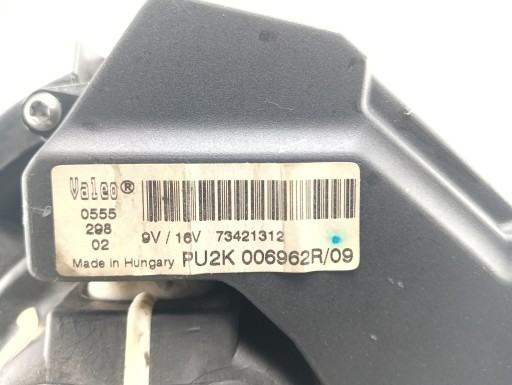 Valeo®
0555
298
02
9V / 16V 73421312
Made in Hungary PU2K 006962R/09